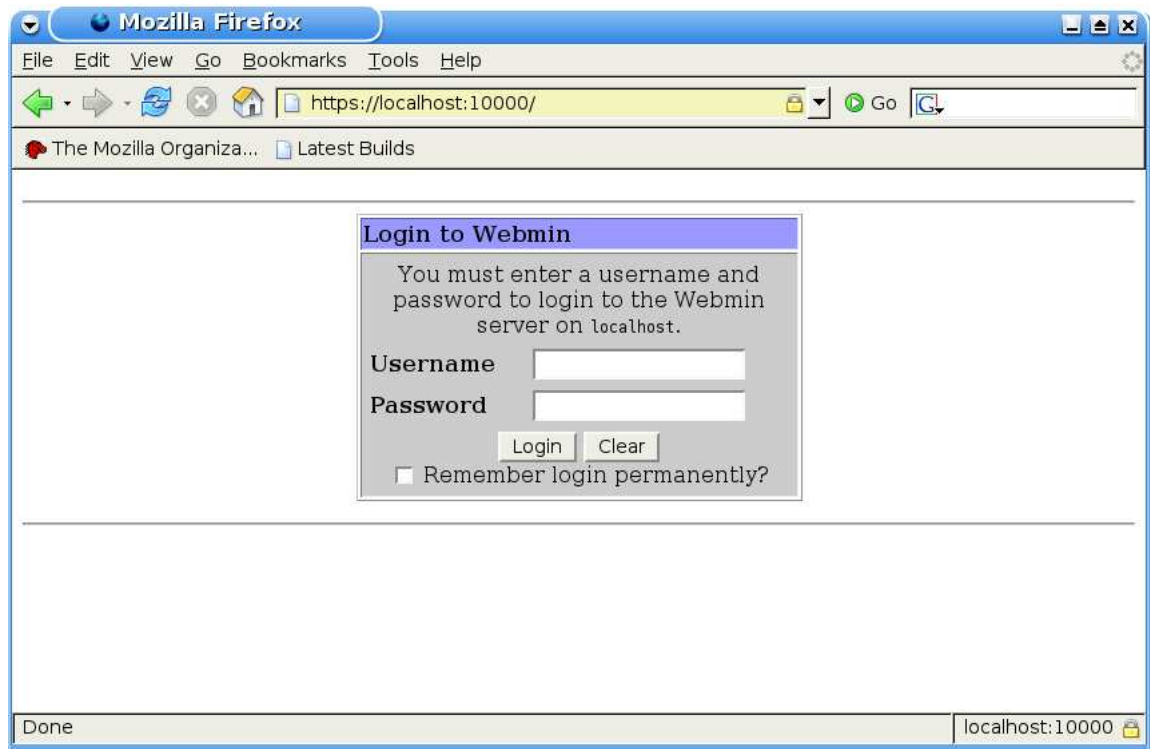 Mozilla Firefox
File Edit View Go Bookmarks Tools Help
https://localhost:10000/ Go G
The Mozilla Organiza... Latest Builds
Login to Webmin
You must enter a username and
password to login to the Webmin
server on localhost.
Username
Password
Login Clear
Remember login permanently?
Done localhost:10000